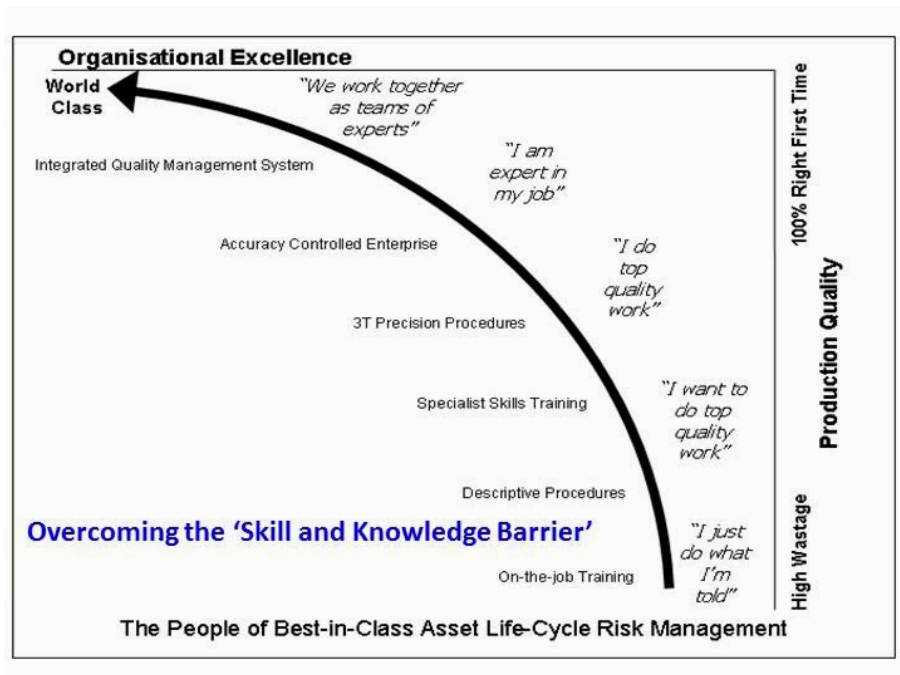 Organisational Excellence
World
Class
"We work together
as teams of
experts"
Integrated Quality Management System
"I am
expert in
my job"
Accuracy Controlled Enterprise
"I do
top
quality
work"
3T Precision Procedures
"I want to
do top
quality
work"
Specialist Skills Training
Descriptive Procedures
Overcoming the ‘Skill and Knowledge Barrier’
"I just
do what
I'm
told"
On-the-job Training
100% Right First Time
Production Quality
High Wastage
The People of Best-in-Class Asset Life-Cycle Risk Management